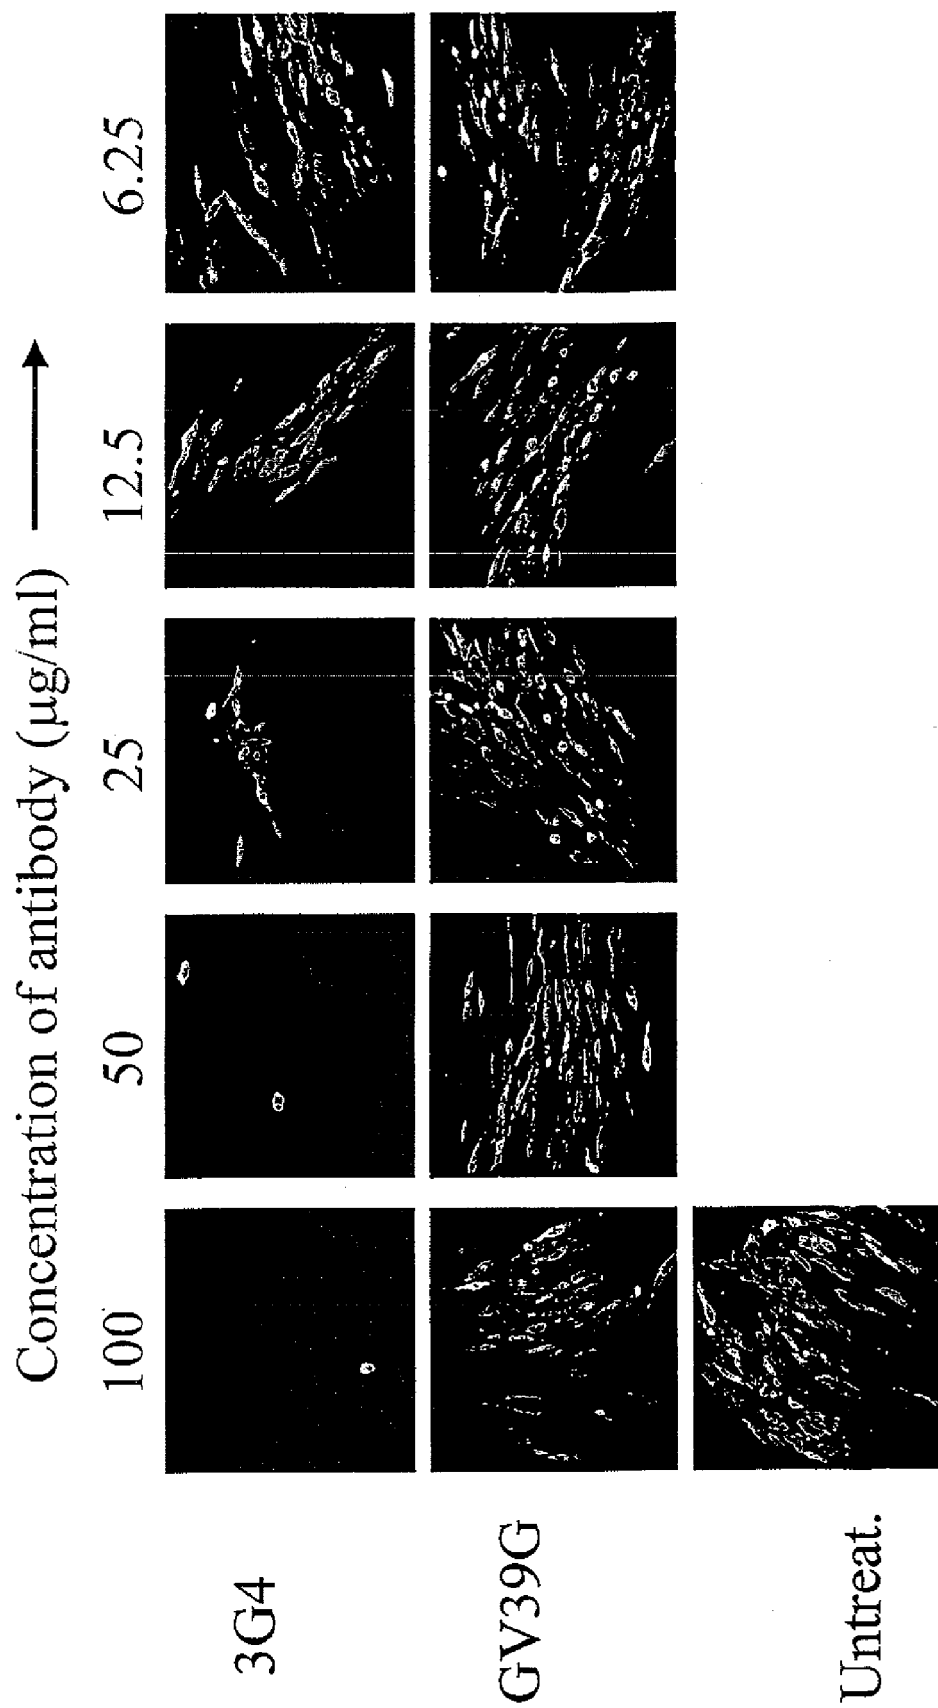 Concentration of antibody (μg/ml) →
100 50 25 12.5 6.25
3G4
GV39G
Untreat.